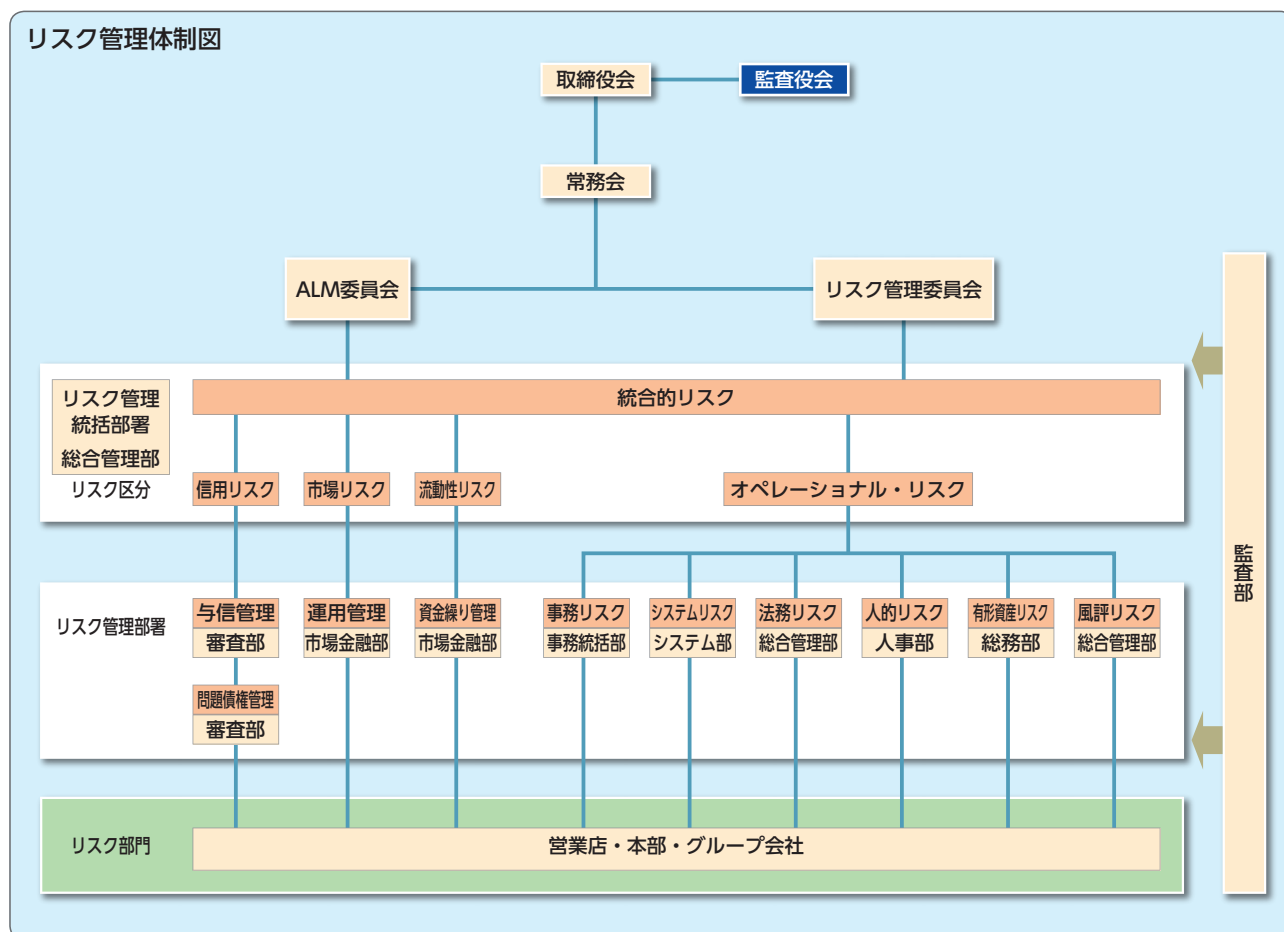 リスク管理体制図
取締役会
監査役会
常務会
ALM委員会
リスク管理委員会
リスク管理
統括部署
総合管理部
統合的リスク
リスク区分
信用リスク
市場リスク
流動性リスク
オペレーショナル・リスク
リスク管理部署
与信管理
審査部
問題債権管理
審査部
運用管理
市場金融部
資金繰り管理
市場金融部
事務リスク
事務統括部
システムリスク
システム部
法務リスク
総合管理部
人的リスク
人事部
有形資産リスク
総務部
風評リスク
総合管理部
リスク部門
営業店・本部・グループ会社
監査部